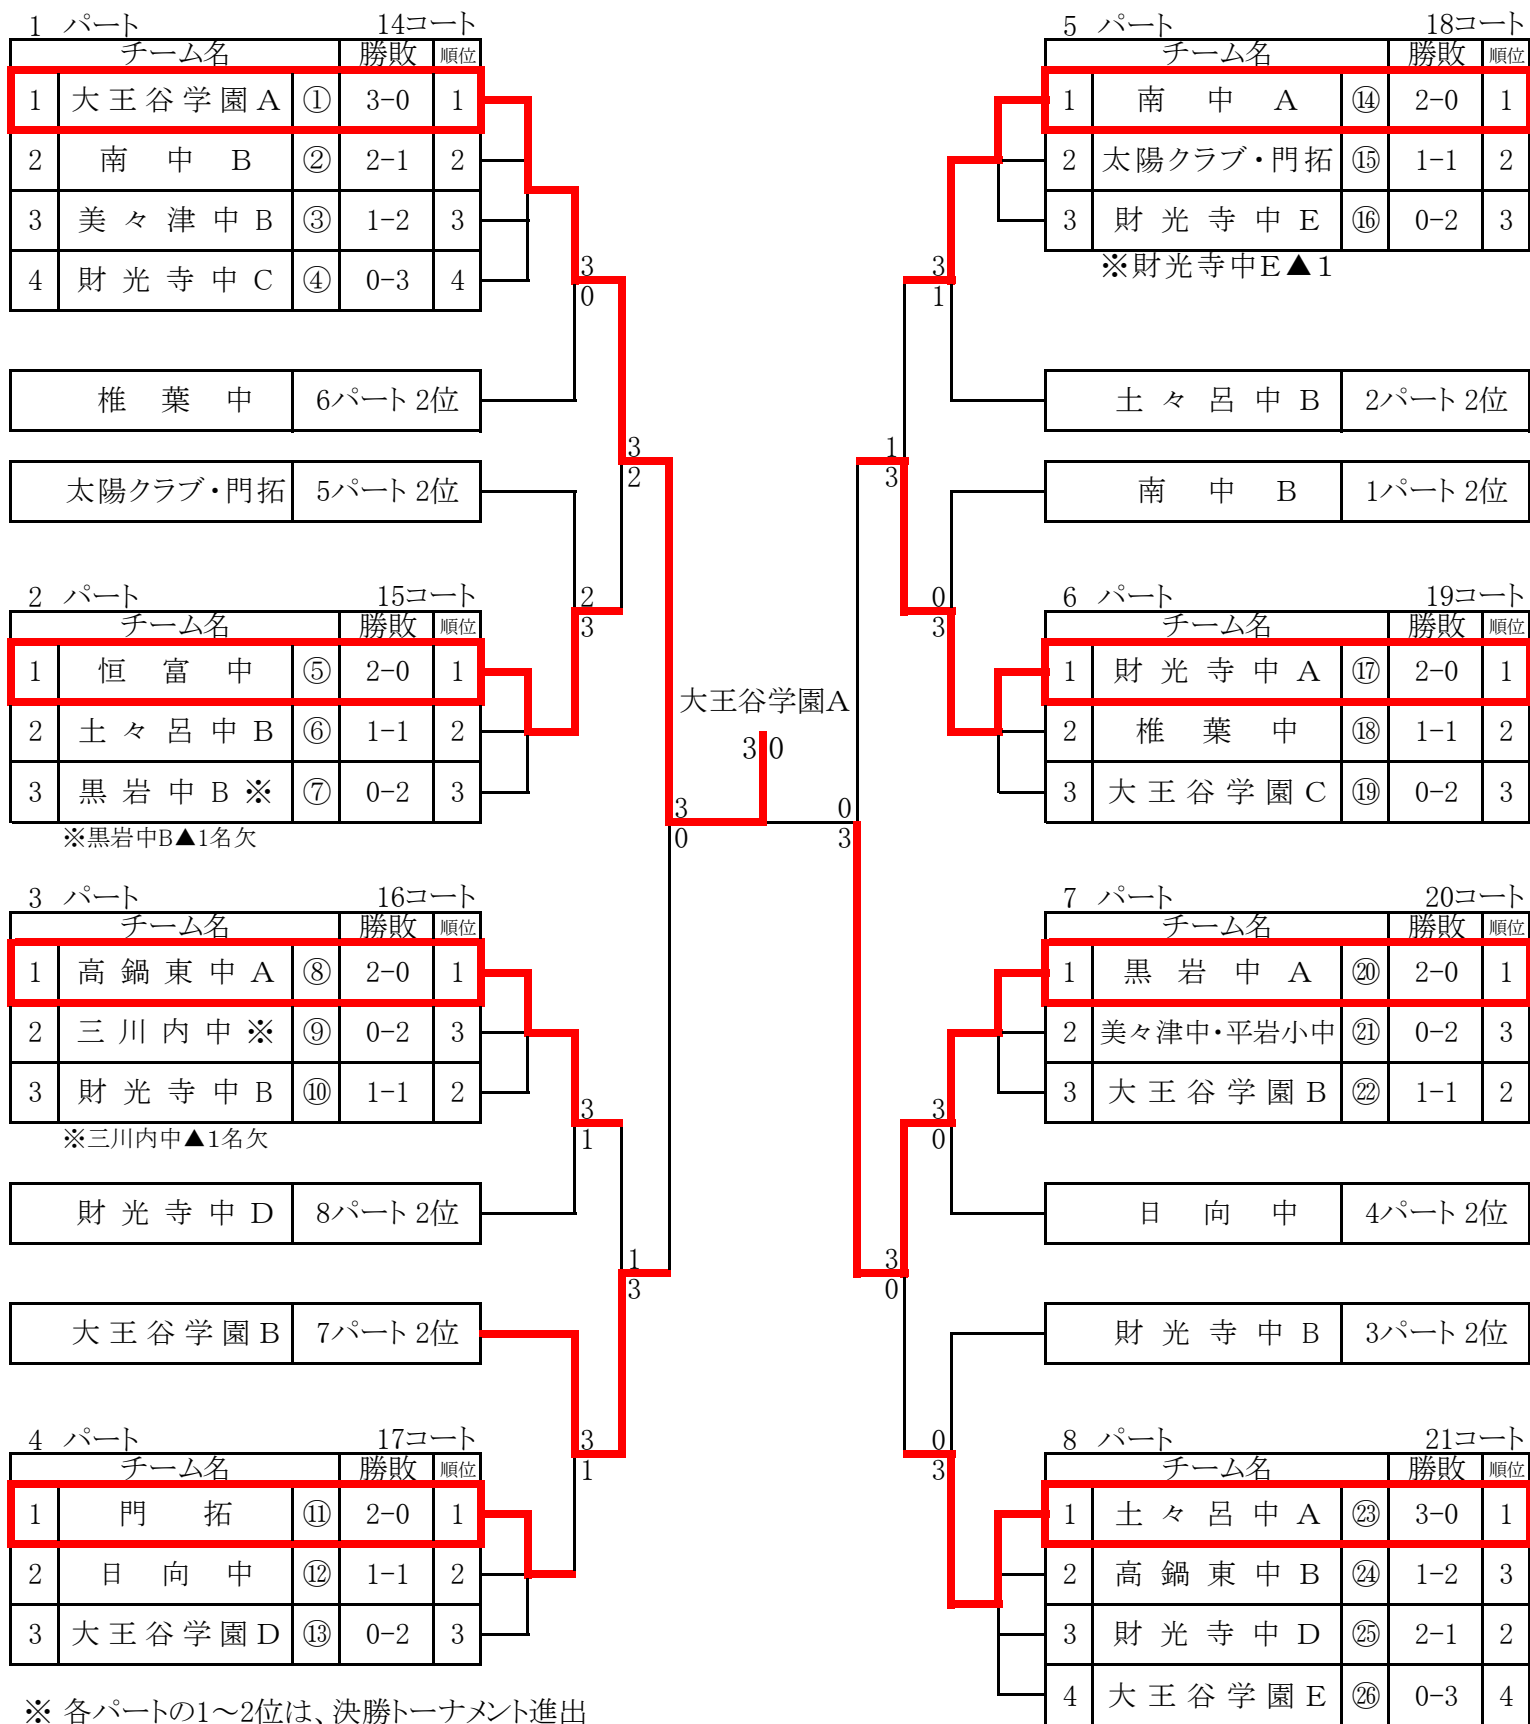 1 パート 14コート
チーム名 勝敗 順位
1 大王谷学園A ① 3-0 1
2 南中B ② 2-1 2
3 美々津中B ③ 1-2 3
4 財光寺中C ④ 0-3 4
3
0
椎葉中 6パート 2位
3
2
太陽クラブ・門拓 5パート 2位
2 パート 15コート
2
3
チーム名 勝敗 順位
1 恒富中 ⑤ 2-0 1
2 土々呂中B ⑥ 1-1 2
3 黒岩中B※ ⑦ 0-2 3
※黒岩中B▲1名欠
3
0
3 パート 16コート
チーム名 勝敗 順位
1 高鍋東中A ⑧ 2-0 1
2 三川内中※ ⑨ 0-2 3
3 財光寺中B ⑩ 1-1 2
※三川内中▲1名欠
3
1
財光寺中D 8パート 2位
1
3
大王谷学園B 7パート 2位
4 パート 17コート
3
1
チーム名 勝敗 順位
1 門拓 ⑪ 2-0 1
2 日向中 ⑫ 1-1 2
3 大王谷学園D ⑬ 0-2 3
※ 各パートの1～2位は、決勝トーナメント進出
大王谷学園A
3 0
5 パート 18コート
チーム名 勝敗 順位
1 南中A ⑭ 2-0 1
2 太陽クラブ・門拓 ⑮ 1-1 2
3 財光寺中E ⑯ 0-2 3
※財光寺中E▲1
3
1
土々呂中B 2パート 2位
1
3
南中B 1パート 2位
6 パート 19コート
0
3
チーム名 勝敗 順位
1 財光寺中A ⑰ 2-0 1
2 椎葉中 ⑱ 1-1 2
3 大王谷学園C ⑲ 0-2 3
0
3
7 パート 20コート
チーム名 勝敗 順位
1 黒岩中A ⑳ 2-0 1
2 美々津中・平岩小中 ㉑ 0-2 3
3 大王谷学園B ㉒ 1-1 2
3
0
日向中 4パート 2位
3
0
財光寺中B 3パート 2位
8 パート 21コート
0
3
チーム名 勝敗 順位
1 土々呂中A ㉓ 3-0 1
2 高鍋東中B ㉔ 1-2 3
3 財光寺中D ㉕ 2-1 2
4 大王谷学園E ㉖ 0-3 4